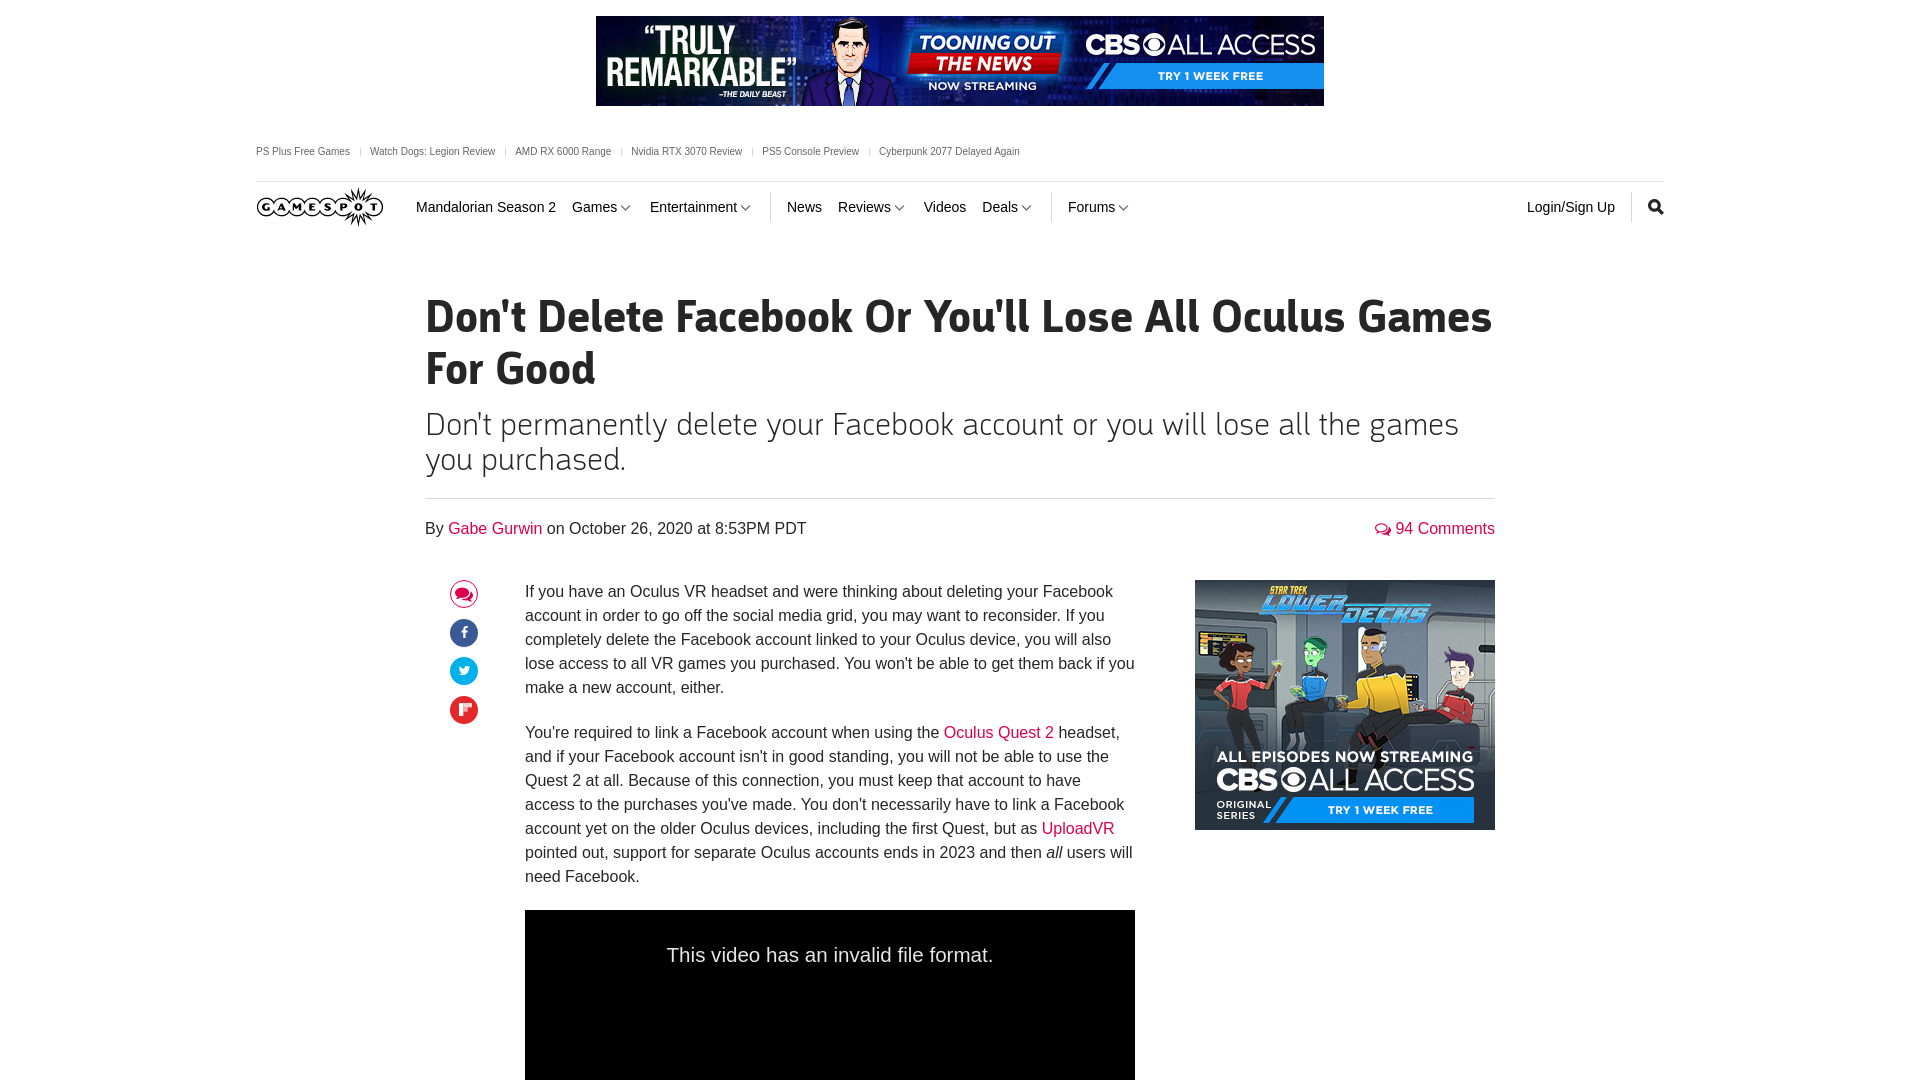 “TRULY
REMARKABLE”
–THE DAILY BEAST
TOONING OUT
THE NEWS
NOW STREAMING
CBS ALL ACCESS
TRY 1 WEEK FREE
PS Plus Free Games
Watch Dogs: Legion Review
AMD RX 6000 Range
Nvidia RTX 3070 Review
PS5 Console Preview
Cyberpunk 2077 Delayed Again
GAMESPOT
Mandalorian Season 2
Games
Entertainment
News
Reviews
Videos
Deals
Forums
Login/Sign Up
Don't Delete Facebook Or You'll Lose All Oculus Games
For Good
Don't permanently delete your Facebook account or you will lose all the games
you purchased.
By Gabe Gurwin on October 26, 2020 at 8:53PM PDT
94 Comments
If you have an Oculus VR headset and were thinking about deleting your Facebook
account in order to go off the social media grid, you may want to reconsider. If you
completely delete the Facebook account linked to your Oculus device, you will also
lose access to all VR games you purchased. You won't be able to get them back if you
make a new account, either.
You're required to link a Facebook account when using the Oculus Quest 2 headset,
and if your Facebook account isn't in good standing, you will not be able to use the
Quest 2 at all. Because of this connection, you must keep that account to have
access to the purchases you've made. You don't necessarily have to link a Facebook
account yet on the older Oculus devices, including the first Quest, but as UploadVR
pointed out, support for separate Oculus accounts ends in 2023 and then all users will
need Facebook.
This video has an invalid file format.
STAR TREK
LOWER DECKS
ALL EPISODES NOW STREAMING
CBS ALL ACCESS
ORIGINAL
SERIES
TRY 1 WEEK FREE